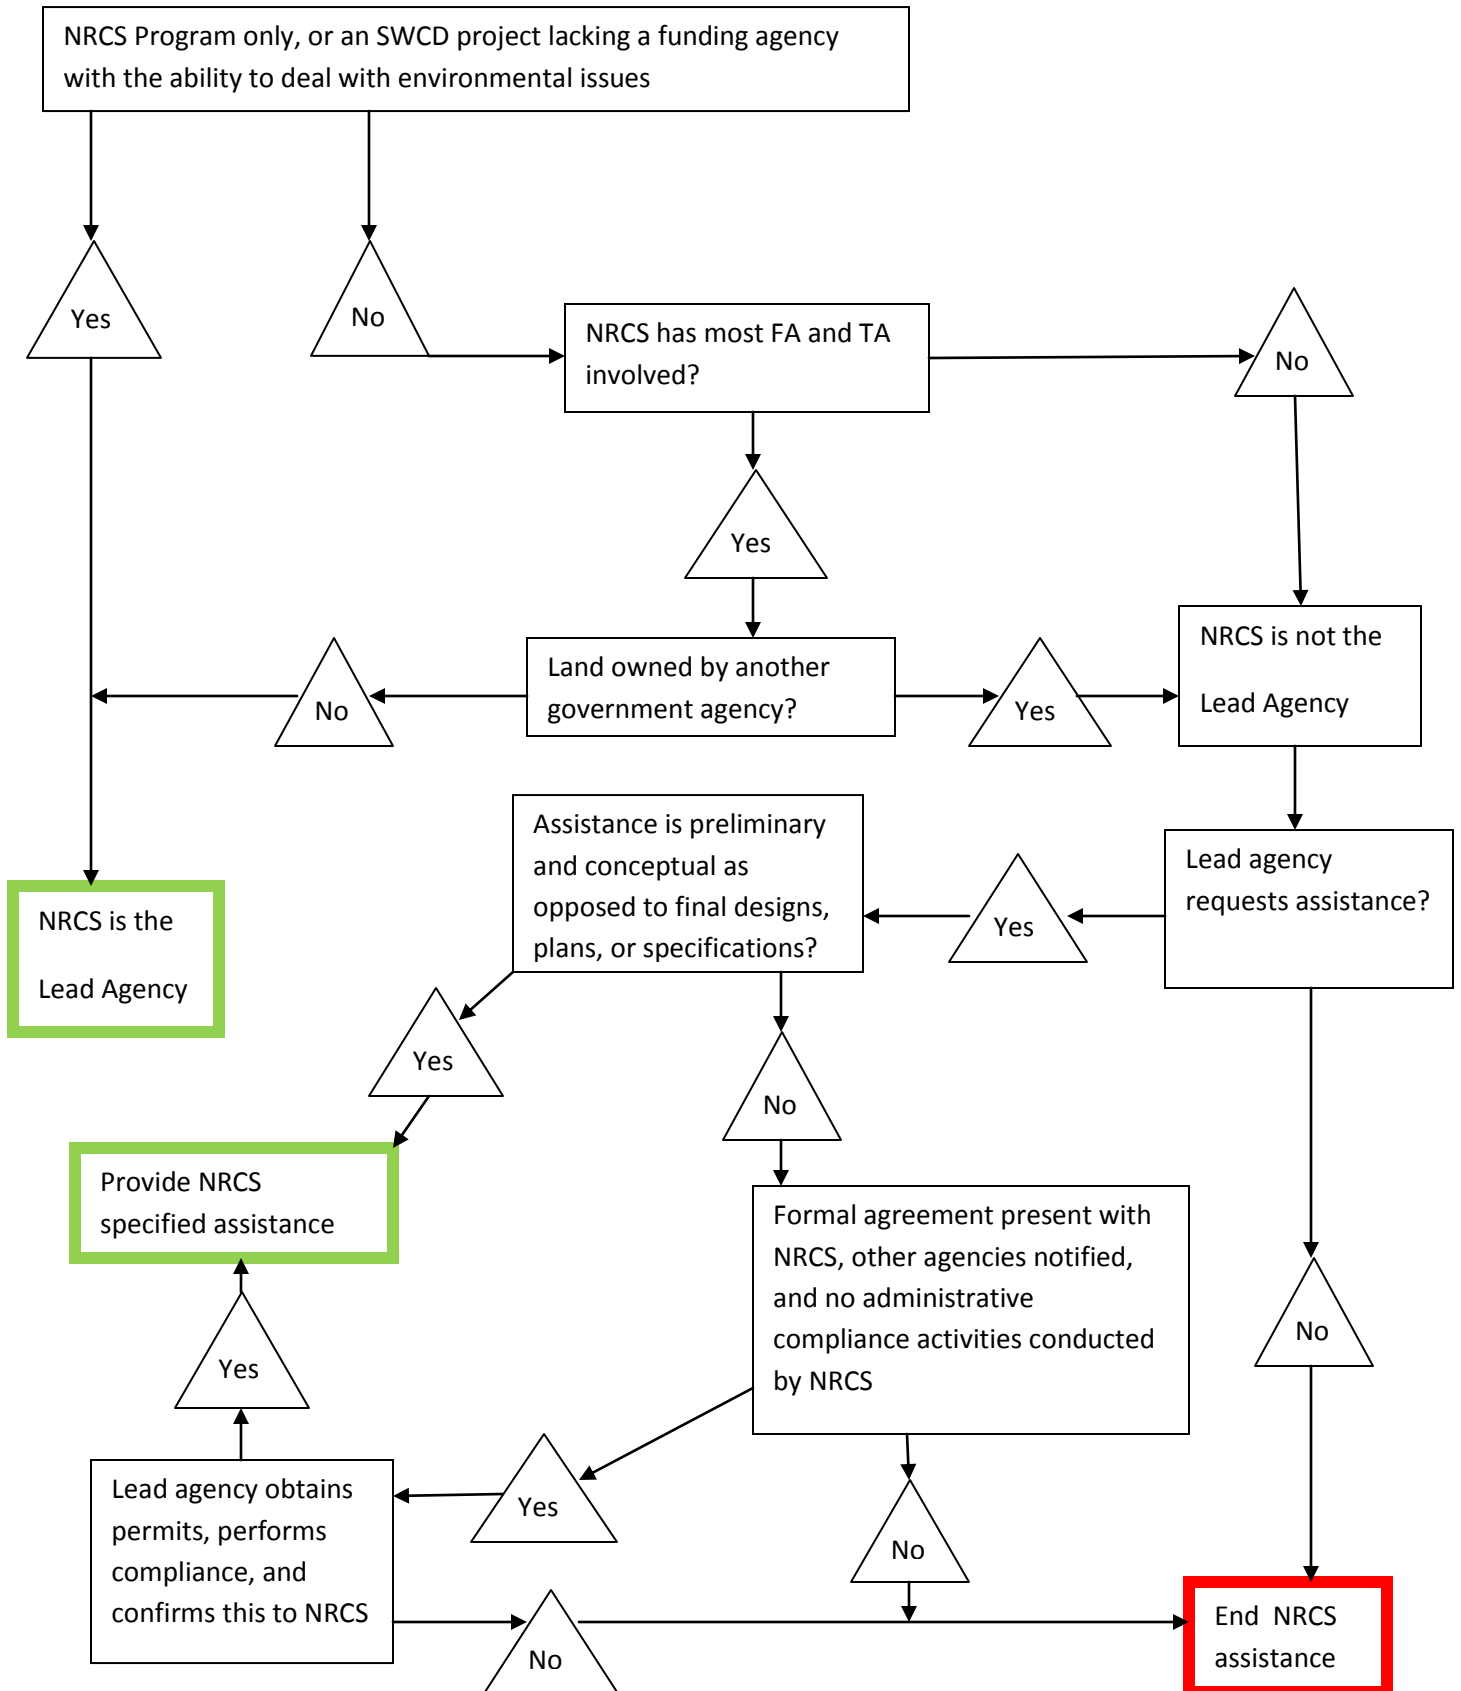 NRCS Program only, or an SWCD project lacking a funding agency
with the ability to deal with environmental issues
Yes
No
NRCS has most FA and TA
involved?
No
Yes
Land owned by another
government agency?
No
Yes
NRCS is not the
Lead Agency
Assistance is preliminary
and conceptual as
opposed to final designs,
plans, or specifications?
Yes
Lead agency
requests assistance?
NRCS is the
Lead Agency
Yes
No
Provide NRCS
specified assistance
Formal agreement present with
NRCS, other agencies notified,
and no administrative
compliance activities conducted
by NRCS
No
Yes
Lead agency obtains
permits, performs
compliance, and
confirms this to NRCS
Yes
No
No
End  NRCS
assistance